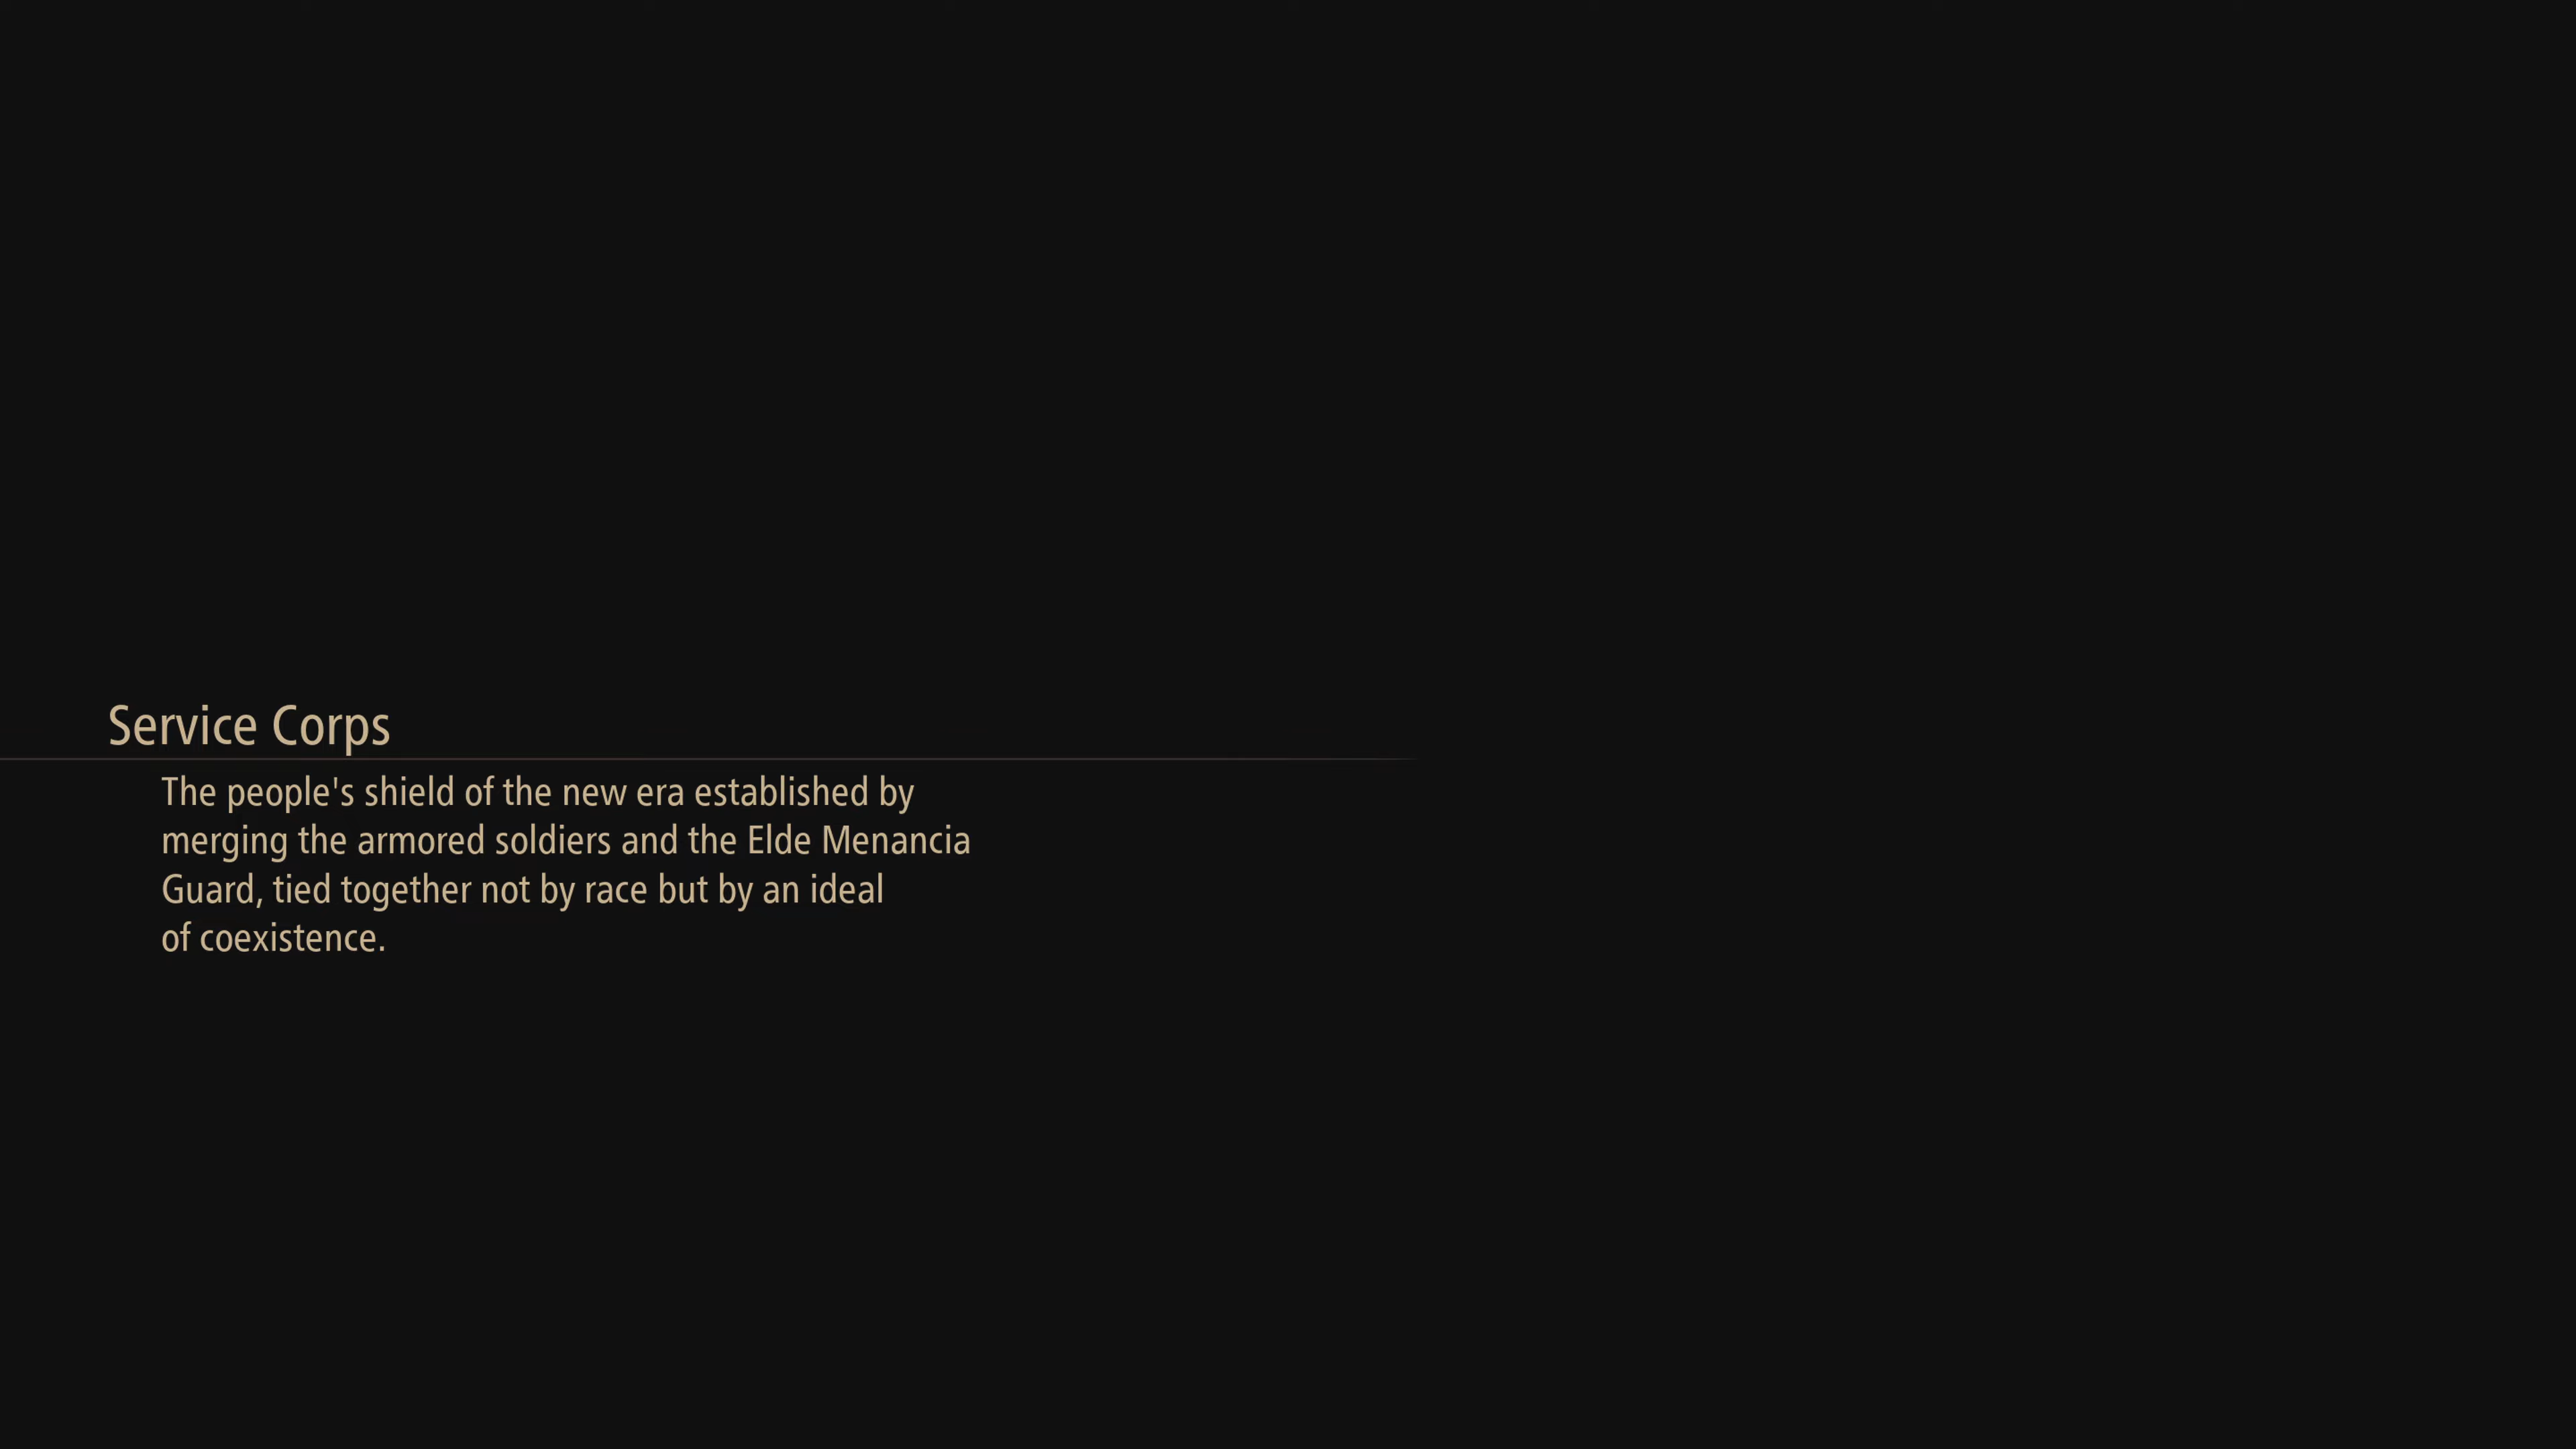 Service Corps
The people's shield of the new era established by
merging the armored soldiers and the Elde Menancia
Guard, tied together not by race but by an ideal
of coexistence.